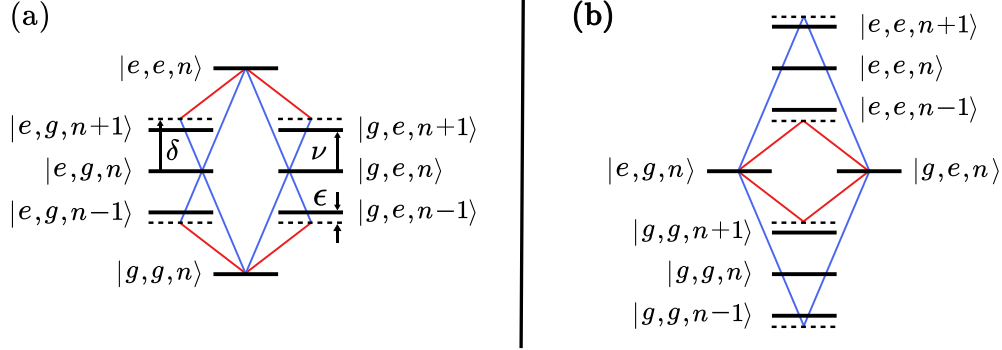 (a)
|e, e, n⟩
|e, g, n+1⟩
δ
ν
|g, e, n+1⟩
|e, g, n⟩
|g, e, n⟩
|e, g, n−1⟩
ϵ
|g, e, n−1⟩
|g, g, n⟩
(b)
|e, e, n+1⟩
|e, e, n⟩
|e, e, n−1⟩
|e, g, n⟩
|g, e, n⟩
|g, g, n+1⟩
|g, g, n⟩
|g, g, n−1⟩